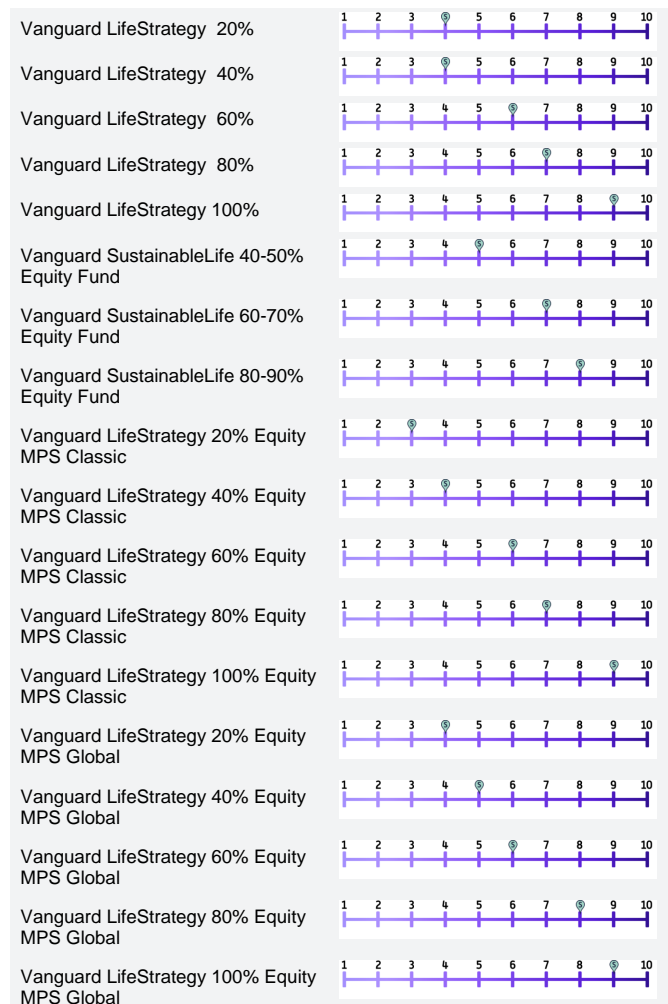 1 2 3 S 5 6 7 8 9 10
Vanguard LifeStrategy 20%
1 2 3 S 5 6 7 8 9 10
Vanguard LifeStrategy 40%
1 2 3 4 5 S 7 8 9 10
Vanguard LifeStrategy 60%
1 2 3 4 5 6 S 8 9 10
Vanguard LifeStrategy 80%
1 2 3 4 5 6 7 8 S 10
Vanguard LifeStrategy 100%
1 2 3 4 S 6 7 8 9 10
Vanguard SustainableLife 40-50%
Equity Fund
1 2 3 4 5 6 S 8 9 10
Vanguard SustainableLife 60-70%
Equity Fund
1 2 3 4 5 6 7 S 9 10
Vanguard SustainableLife 80-90%
Equity Fund
1 2 S 4 5 6 7 8 9 10
Vanguard LifeStrategy 20% Equity
MPS Classic
1 2 3 S 5 6 7 8 9 10
Vanguard LifeStrategy 40% Equity
MPS Classic
1 2 3 4 5 S 7 8 9 10
Vanguard LifeStrategy 60% Equity
MPS Classic
1 2 3 4 5 6 S 8 9 10
Vanguard LifeStrategy 80% Equity
MPS Classic
1 2 3 4 5 6 7 8 S 10
Vanguard LifeStrategy 100% Equity
MPS Classic
1 2 3 S 5 6 7 8 9 10
Vanguard LifeStrategy 20% Equity
MPS Global
1 2 3 4 S 6 7 8 9 10
Vanguard LifeStrategy 40% Equity
MPS Global
1 2 3 4 5 S 7 8 9 10
Vanguard LifeStrategy 60% Equity
MPS Global
1 2 3 4 5 6 7 S 9 10
Vanguard LifeStrategy 80% Equity
MPS Global
1 2 3 4 5 6 7 8 S 10
Vanguard LifeStrategy 100% Equity
MPS Global